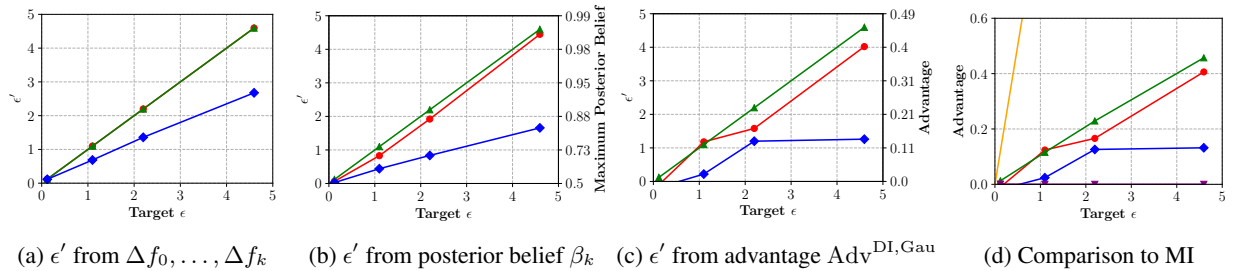 5
4
3
2
1
0
ϵ′
0 1 2 3 4 5
Target ϵ
(a) ϵ′ from Δf₀, . . . , Δfₖ
5
4
3
2
1
0
ϵ′
0 1 2 3 4 5
Target ϵ
0.99
0.98
0.95
0.88
0.73
0.5
Maximum Posterior Belief
(b) ϵ′ from posterior belief βₖ
5
4
3
2
1
0
ϵ′
0 1 2 3 4 5
Target ϵ
0.49
0.4
0.31
0.21
0.11
0.0
Advantage
(c) ϵ′ from advantage Adv^DI,Gau
0.6
0.4
0.2
0.0
Advantage
0 1 2 3 4 5
Target ϵ
(d) Comparison to MI